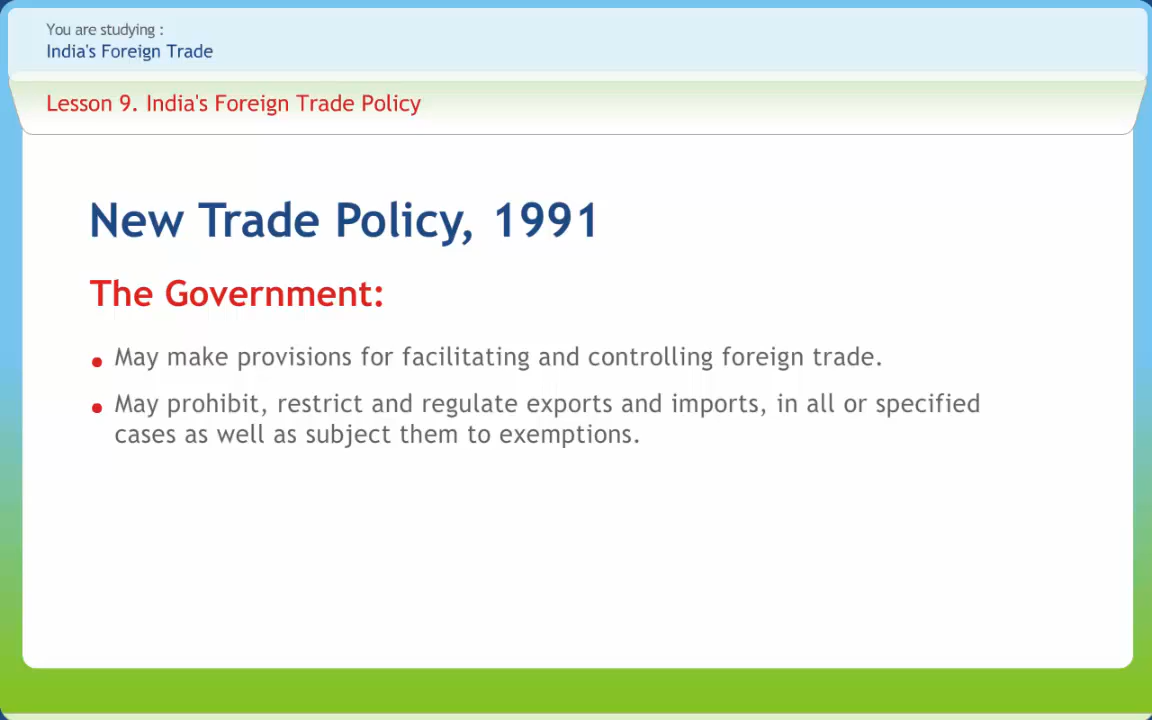 You are studying :
India's Foreign Trade
Lesson 9. India's Foreign Trade Policy
New Trade Policy, 1991
The Government:
• May make provisions for facilitating and controlling foreign trade.
• May prohibit, restrict and regulate exports and imports, in all or specified
cases as well as subject them to exemptions.